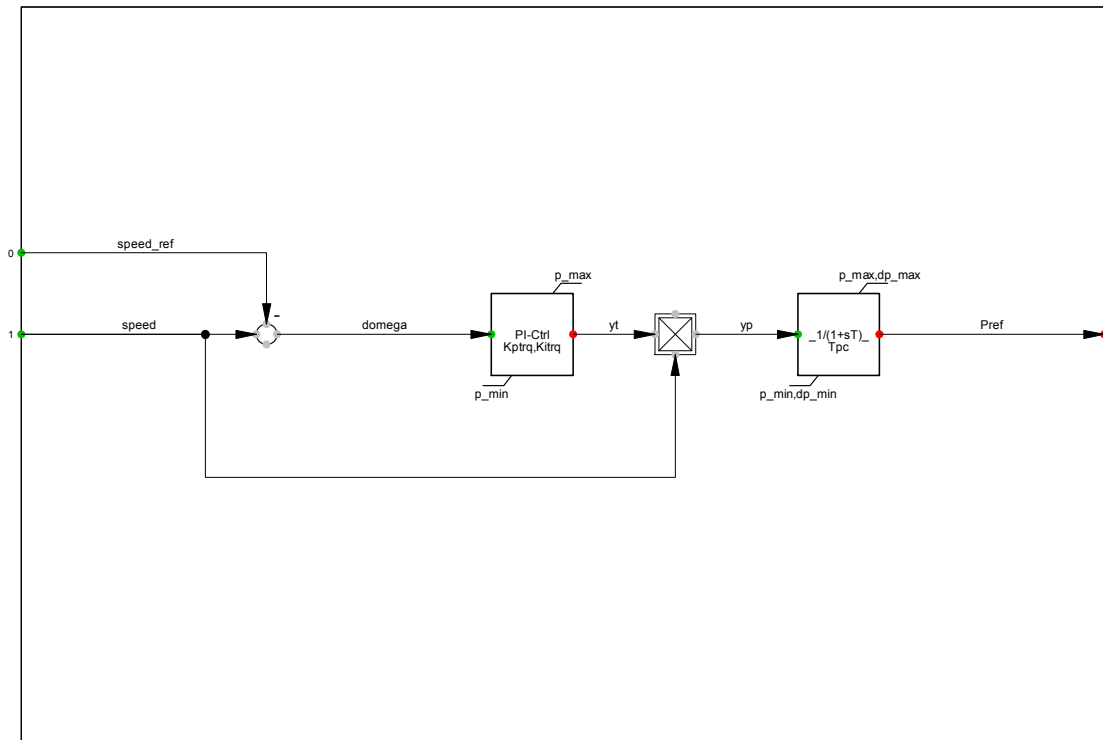 speed_ref
0
-
p_max
p_max,dp_max
1
speed
domega
PI-Ctrl
Kptrq,Kitrq
yt
yp
_1/(1+sT)_
Tpc
Pref
p_min
p_min,dp_min